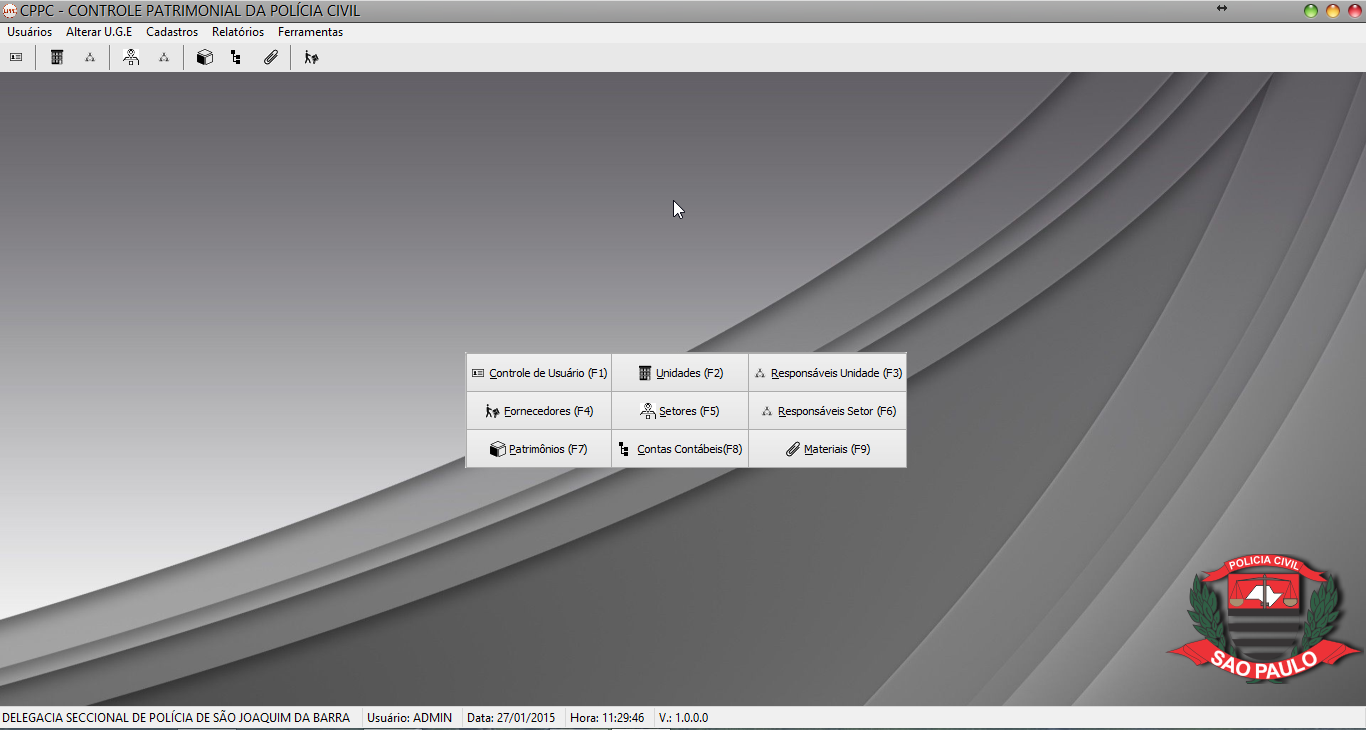 CPPC - CONTROLE PATRIMONIAL DA POLÍCIA CIVIL
Usuários Alterar U.G.E Cadastros Relatórios Ferramentas
Controle de Usuário (F1) Unidades (F2) Responsáveis Unidade (F3)
Fornecedores (F4) Setores (F5) Responsáveis Setor (F6)
Patrimônios (F7) Contas Contábeis(F8) Materiais (F9)
POLICIA CIVIL
SÃO PAULO
DELEGACIA SECCIONAL DE POLÍCIA DE SÃO JOAQUIM DA BARRA Usuário: ADMIN Data: 27/01/2015 Hora: 11:29:46 V.: 1.0.0.0